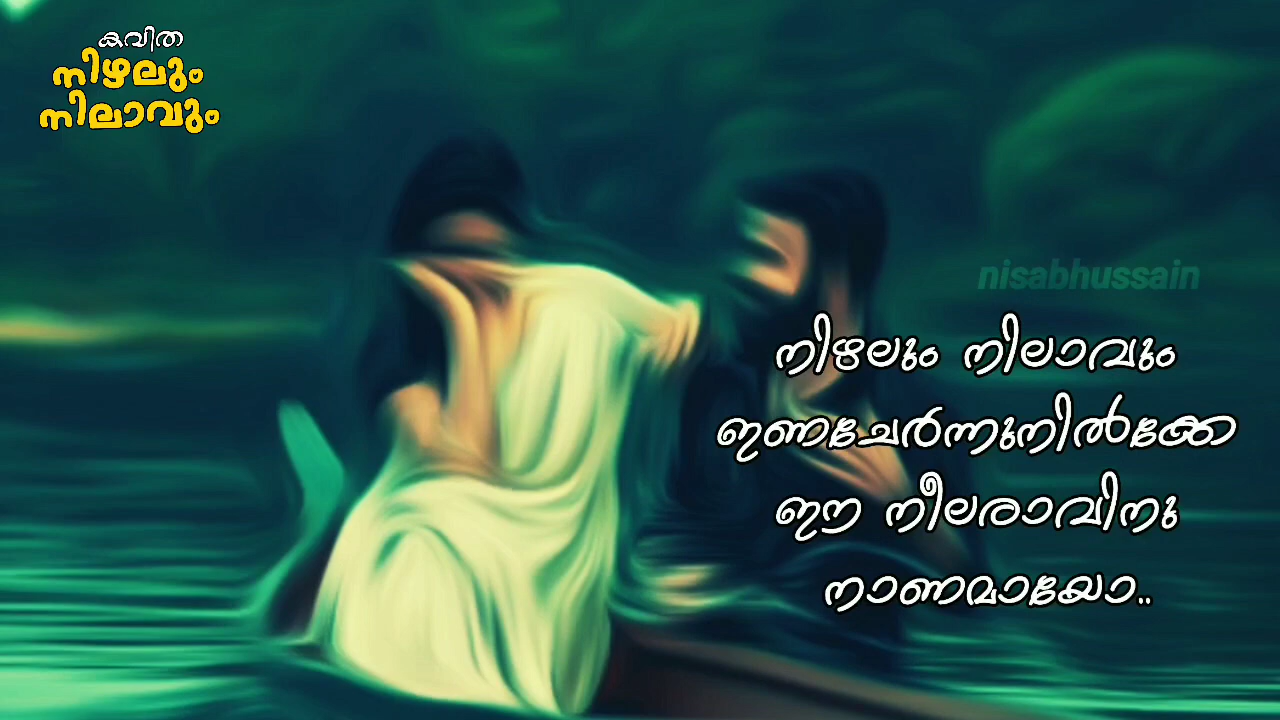 കവിത
നിഴലും
നിലാവും
nisabhussain
നിഴലും നിലാവും
ഇണചേർന്നുനിൽക്കേ
ഈ നീലരാവിനു
നാണമായോ..